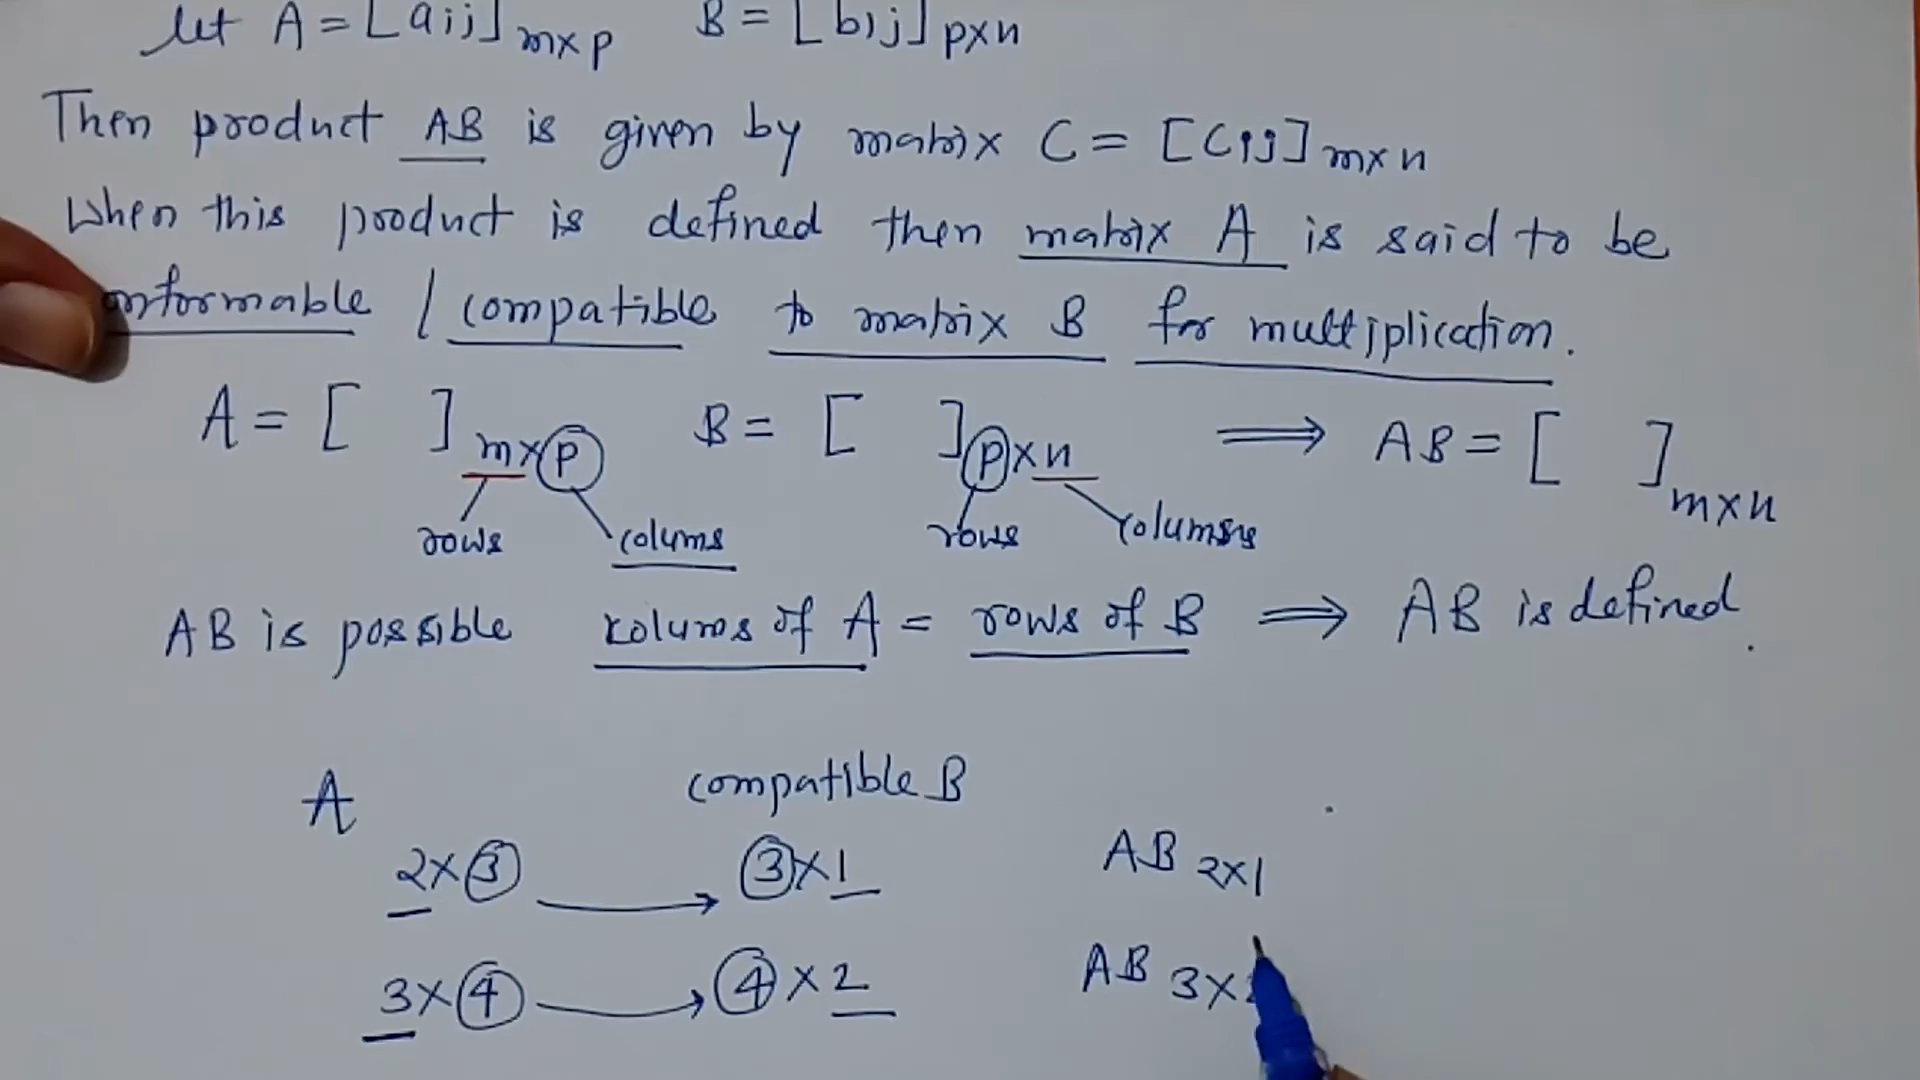 let A = [aij] m×p B = [bij] p×n
Then product AB is given by matrix C = [Cij] m×n
When this product is defined then matrix A is said to be
onformable / compatible to matrix B for multiplication.
A = [ ] m×p B = [ ] p×n ⟹ AB = [ ] m×n
rows colums rows columsns
AB is possible colums of A = rows of B ⟹ AB is defined.
A compatible B
2×3 ⟶ 3×1 AB 2×1
3×4 ⟶ 4×2 AB 3×